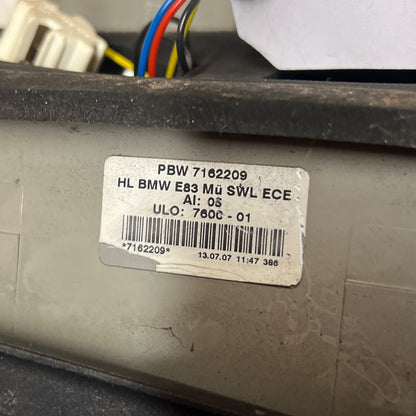 PBW 7162209
HL BMW E83 Mü SWL ECE
AI: 05
ULO: 7600 - 01
*7162209*
13.07.07 11:47 386